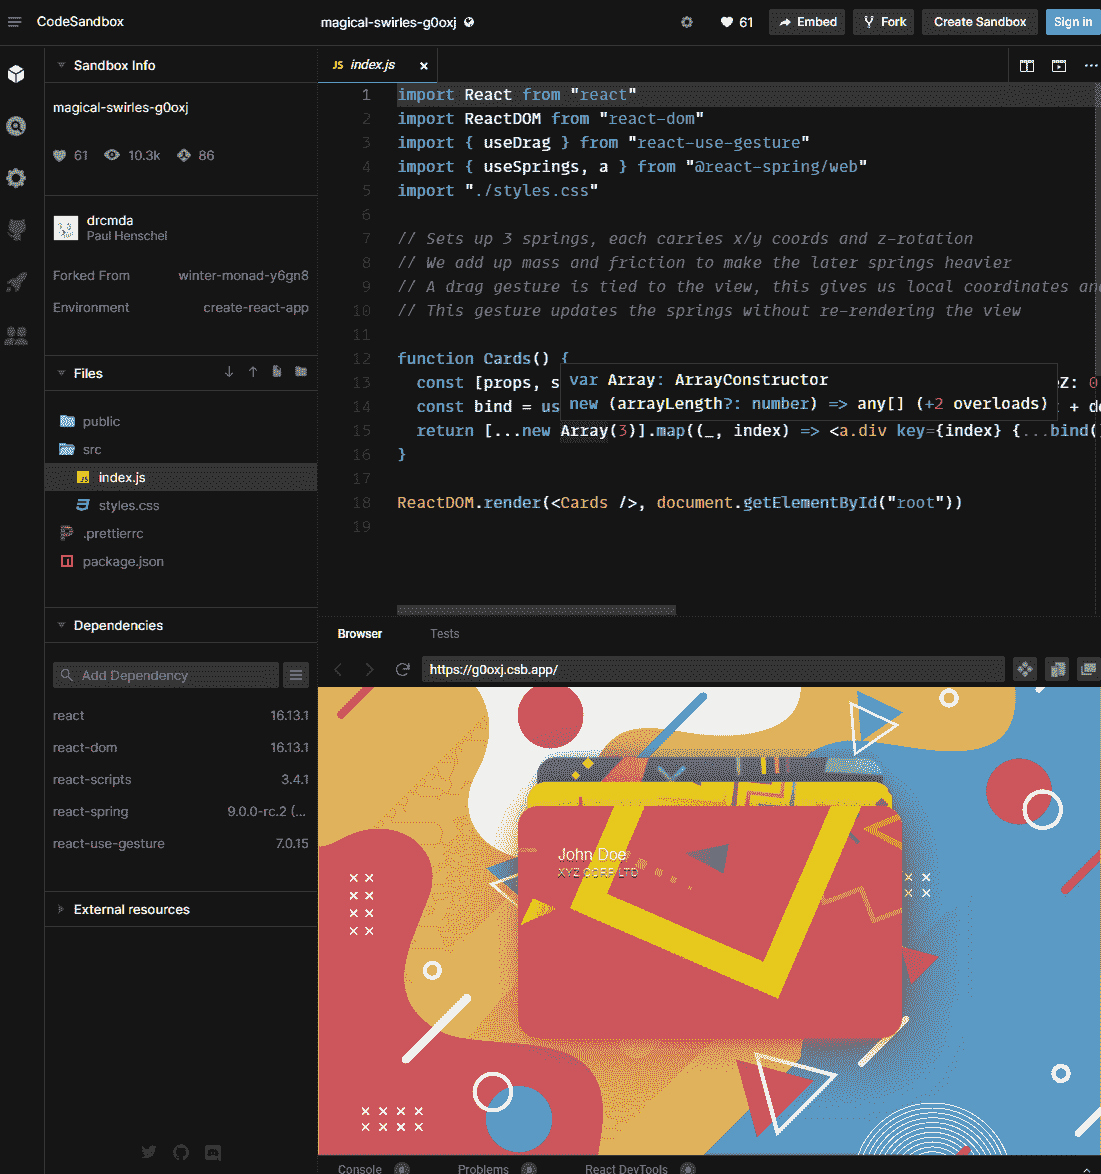 CodeSandbox
magical-swirles-g0oxj
61
Embed
Fork
Create Sandbox
Sign in
Sandbox Info
magical-swirles-g0oxj
61 10.3k 86
drcmda
Paul Henschel
Forked From winter-monad-y6gn8
Environment create-react-app
Files
public
src
JS index.js
styles.css
.prettierrc
package.json
Dependencies
Add Dependency
react 16.13.1
react-dom 16.13.1
react-scripts 3.4.1
react-spring 9.0.0-rc.2 (...
react-use-gesture 7.0.15
External resources
JS index.js ×
1 import React from "react"
2 import ReactDOM from "react-dom"
3 import { useDrag } from "react-use-gesture"
4 import { useSprings, a } from "@react-spring/web"
5 import "./styles.css"
6
7 // Sets up 3 springs, each carries x/y coords and z-rotation
8 // We add up mass and friction to make the later springs heavier
9 // A drag gesture is tied to the view, this gives us local coordinates and
10 // This gesture updates the springs without re-rendering the view
11
12 function Cards() {
13 const [props, s eZ: 0
14 const bind = us + de
15 return [...new Array(3)].map((_, index) => <a.div key={index} {...bind()
16 }
17
18 ReactDOM.render(<Cards />, document.getElementById("root"))
19
var Array: ArrayConstructor
new (arrayLength?: number) => any[] (+2 overloads)
Browser Tests
https://g0oxj.csb.app/
John Doe
XYZ CORP LTD
Console Problems React DevTools